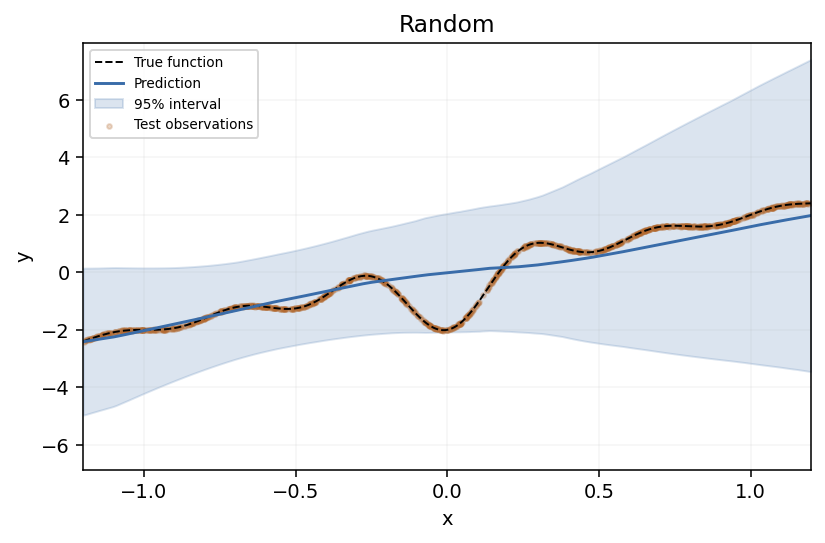 Random
True function
Prediction
95% interval
Test observations
y
6
4
2
0
−2
−4
−6
−1.0 −0.5 0.0 0.5 1.0
x